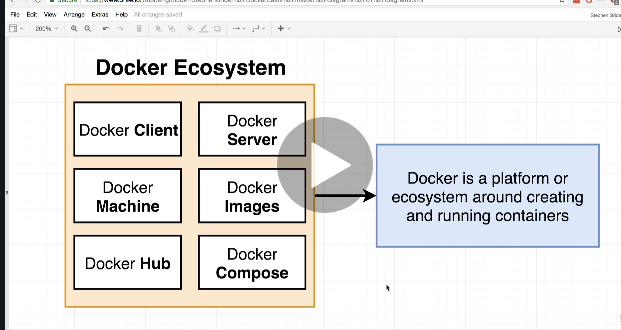 File Edit View Arrange Extras Help All changes saved
200%
Docker Ecosystem
Docker Client
Docker
Server
Docker
Machine
Docker
Images
Docker Hub
Docker
Compose
Docker is a platform or
ecosystem around creating
and running containers